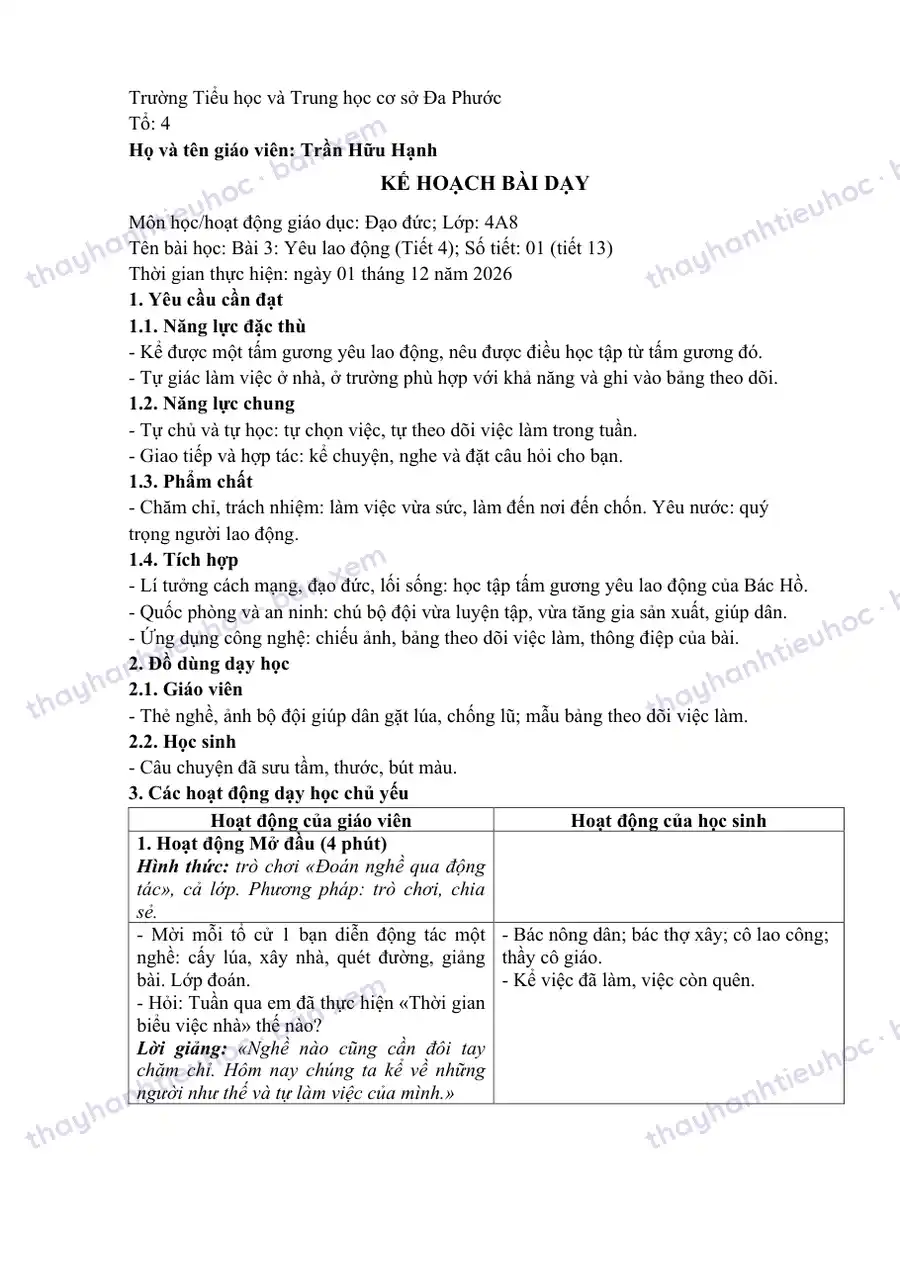 Trường Tiểu học và Trung học cơ sở Đa Phước
Tổ: 4
Họ và tên giáo viên: Trần Hữu Hạnh
KẾ HOẠCH BÀI DẠY
Môn học/hoạt động giáo dục: Đạo đức; Lớp: 4A8
Tên bài học: Bài 3: Yêu lao động (Tiết 4); Số tiết: 01 (tiết 13)
Thời gian thực hiện: ngày 01 tháng 12 năm 2026
1. Yêu cầu cần đạt
1.1. Năng lực đặc thù
- Kể được một tấm gương yêu lao động, nêu được điều học tập từ tấm gương đó.
- Tự giác làm việc ở nhà, ở trường phù hợp với khả năng và ghi vào bảng theo dõi.
1.2. Năng lực chung
- Tự chủ và tự học: tự chọn việc, tự theo dõi việc làm trong tuần.
- Giao tiếp và hợp tác: kể chuyện, nghe và đặt câu hỏi cho bạn.
1.3. Phẩm chất
- Chăm chỉ, trách nhiệm: làm việc vừa sức, làm đến nơi đến chốn. Yêu nước: quý
trọng người lao động.
1.4. Tích hợp
- Lí tưởng cách mạng, đạo đức, lối sống: học tập tấm gương yêu lao động của Bác Hồ.
- Quốc phòng và an ninh: chú bộ đội vừa luyện tập, vừa tăng gia sản xuất, giúp dân.
- Ứng dụng công nghệ: chiếu ảnh, bảng theo dõi việc làm, thông điệp của bài.
2. Đồ dùng dạy học
2.1. Giáo viên
- Thẻ nghề, ảnh bộ đội giúp dân gặt lúa, chống lũ; mẫu bảng theo dõi việc làm.
2.2. Học sinh
- Câu chuyện đã sưu tầm, thước, bút màu.
3. Các hoạt động dạy học chủ yếu
Hoạt động của giáo viên
Hoạt động của học sinh
1. Hoạt động Mở đầu (4 phút)
Hình thức: trò chơi «Đoán nghề qua động
tác», cả lớp. Phương pháp: trò chơi, chia
sẻ.
- Mời mỗi tổ cử 1 bạn diễn động tác một
nghề: cấy lúa, xây nhà, quét đường, giảng
bài. Lớp đoán.
- Hỏi: Tuần qua em đã thực hiện «Thời gian
biểu việc nhà» thế nào?
Lời giảng: «Nghề nào cũng cần đôi tay
chăm chỉ. Hôm nay chúng ta kể về những
người như thế và tự làm việc của mình.»
- Bác nông dân; bác thợ xây; cô lao công;
thầy cô giáo.
- Kể việc đã làm, việc còn quên.
thayhanhtieuhoc · bản xem
thayhanhtieuhoc · b
thayhanhtieuhoc · bản xem
thayhanhtieuhoc · b
thayhanhtieuhoc · bản xem
thayhanhtieuhoc · b